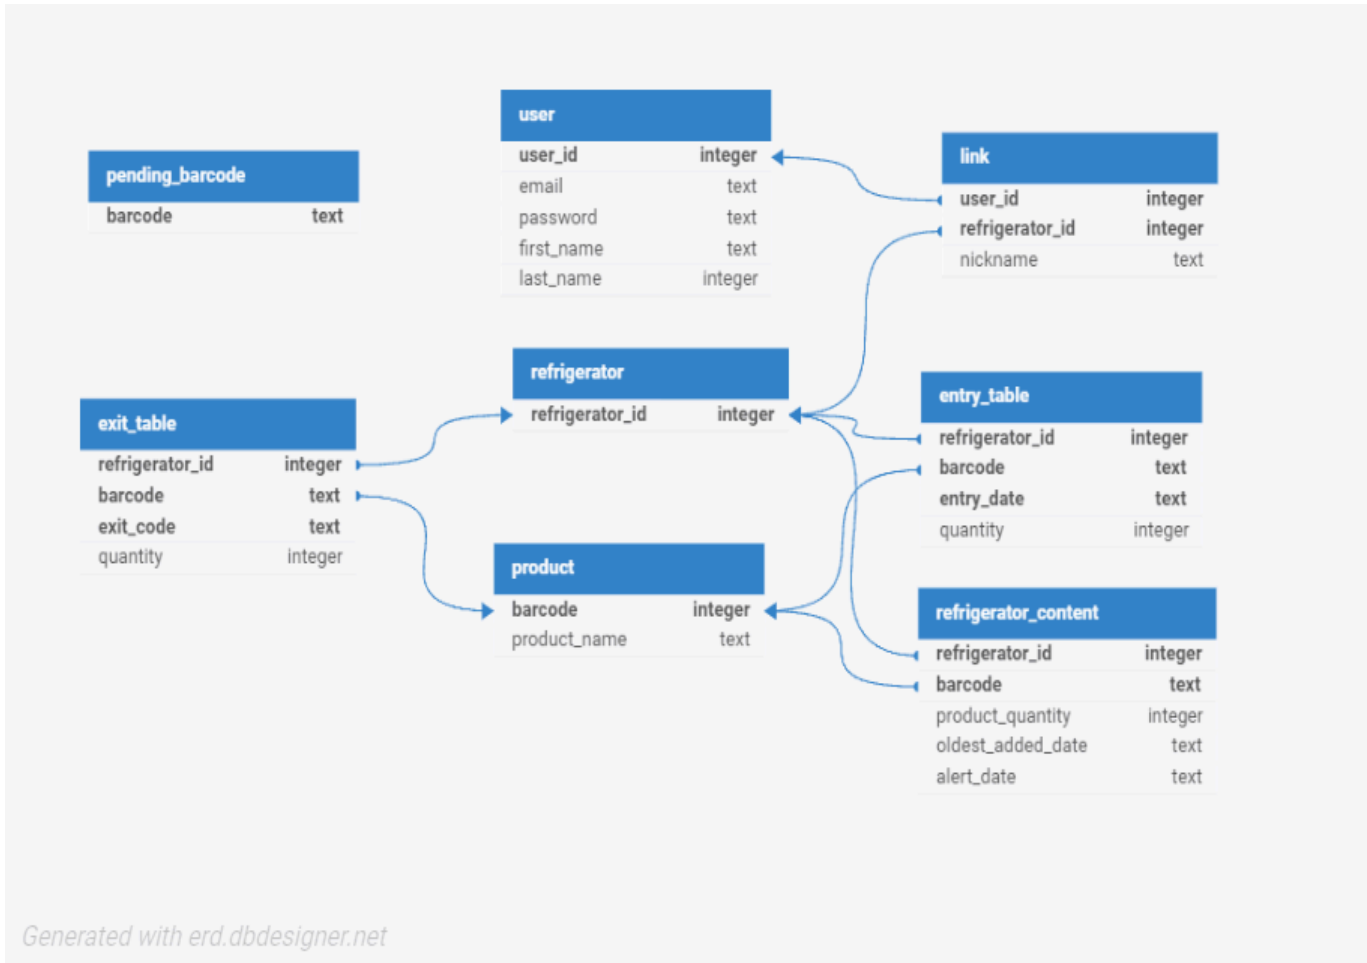 pending_barcode
barcode text
user
user_id integer
email text
password text
first_name text
last_name integer
link
user_id integer
refrigerator_id integer
nickname text
exit_table
refrigerator_id integer
barcode text
exit_code text
quantity integer
refrigerator
refrigerator_id integer
product
barcode integer
product_name text
entry_table
refrigerator_id integer
barcode text
entry_date text
quantity integer
refrigerator_content
refrigerator_id integer
barcode text
product_quantity integer
oldest_added_date text
alert_date text
Generated with erd.dbdesigner.net